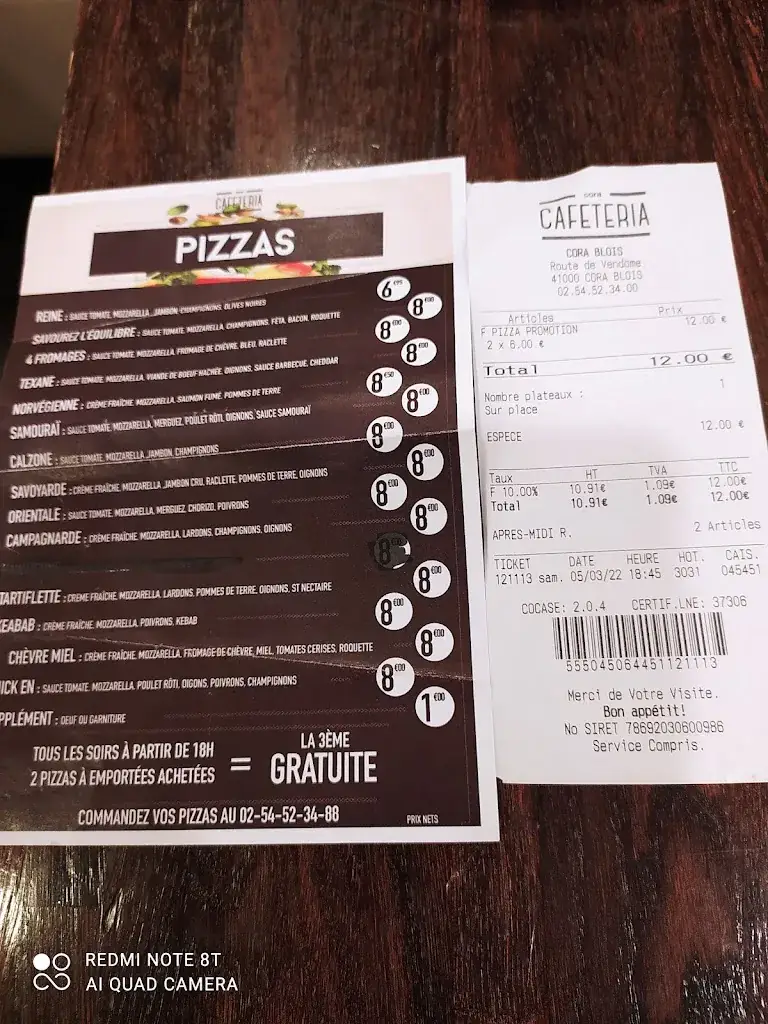 CAFETERIA
PIZZAS
REINE : SAUCE TOMATE, MOZZARELLA, JAMBON, CHAMPIGNONS, OLIVES NOIRES 6
SAVOUREZ L'ÉQUILIBRE : SAUCE TOMATE, MOZZARELLA, CHAMPIGNONS, FÉTA, BACON, ROQUETTE 8€00
4 FROMAGES : SAUCE TOMATE, MOZZARELLA, FROMAGE DE CHÈVRE, BLEU, RACLETTE 8€00
TEXANE : SAUCE TOMATE, MOZZARELLA, VIANDE DE BOEUF HACHÉE, OIGNONS, SAUCE BARBECUE, CHEDDAR 8€00
NORVÉGIENNE : CRÈME FRAÎCHE, MOZZARELLA, SAUMON FUMÉ, POMMES DE TERRE 8€50
SAMOURAÏ : SAUCE TOMATE, MOZZARELLA, MERGUEZ, POULET RÔTI, OIGNONS, SAUCE SAMOURAÏ 8€00
CALZONE : SAUCE TOMATE, MOZZARELLA, JAMBON, CHAMPIGNONS 8€00
SAVOYARDE : CRÈME FRAÎCHE, MOZZARELLA, JAMBON CRU, RACLETTE, POMMES DE TERRE, OIGNONS 8€00
ORIENTALE : SAUCE TOMATE, MOZZARELLA, MERGUEZ, CHORIZO, POIVRONS 8€00
CAMPAGNARDE : CRÈME FRAÎCHE, MOZZARELLA, LARDONS, CHAMPIGNONS, OIGNONS 8€00
8
TARTIFLETTE : CRÈME FRAÎCHE, MOZZARELLA, LARDONS, POMMES DE TERRE, OIGNONS, ST NECTAIRE 8€00
KEABAB : CRÈME FRAÎCHE, MOZZARELLA, POIVRONS, KEBAB 8€00
CHÈVRE MIEL : CRÈME FRAÎCHE, MOZZARELLA, FROMAGE DE CHÈVRE, MIEL, TOMATES CERISES, ROQUETTE 8€00
ICK EN : SAUCE TOMATE, MOZZARELLA, POULET RÔTI, OIGONS, POIVRONS, CHAMPIGNONS 8€00
PPLÉMENT : OEUF OU GARNITURE 1€00
TOUS LES SOIRS À PARTIR DE 18H
2 PIZZAS À EMPORTÉES ACHETÉES
=
LA 3ÈME
GRATUITE
COMMANDEZ VOS PIZZAS AU 02-54-52-34-88
PRIX NETS
cora
CAFETERIA
CORA BLOIS
Route de Vendome
41000 CORA BLOIS
02.54.52.34.00
Articles Prix
F PIZZA PROMOTION 12.00 €
2 x 6.00 €
Total 12.00 €
Nombre plateaux : 1
Sur place
ESPECE 12.00 €
Taux HT TVA TTC
F 10.00% 10.91€ 1.09€ 12.00€
Total 10.91€ 1.09€ 12.00€
APRES-MIDI R. 2 Articles
TICKET DATE HEURE HOT. CAIS.
121113 sam. 05/03/22 18:45 3031 045451
COCASE: 2.0.4 CERTIF.LNE: 37306
555045064451121113
Merci de Votre Visite.
Bon appétit!
No SIRET 78692030600986
Service Compris.
REDMI NOTE 8T
AI QUAD CAMERA